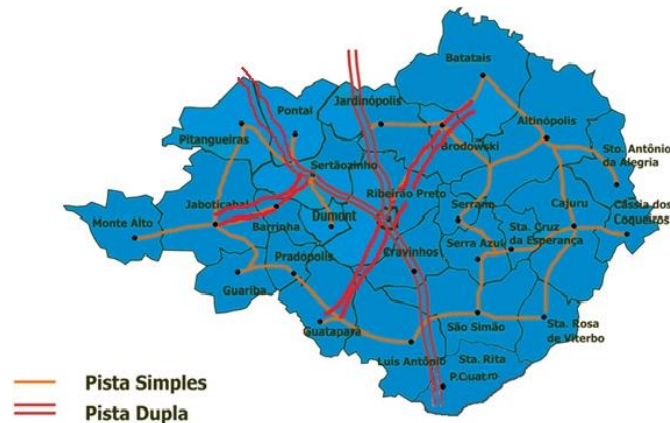 Batatais
Jardinópolis
Pontal
Altinópolis
Pitangueiras
Brodowski
Sto. Antônio
da Alegria
Sertãozinho
Ribeirão Preto
Jaboticabal
Cajuru
Cássia dos
Coqueiros
Serrana
Monte Alto
Dumont
Barrinha
Sta. Cruz
da Esperança
Serra Azul
Cravinhos
Pradópolis
Guariba
Guatapará
São Simão
Sta. Rosa
de Viterbo
Luis Antônio
Sta. Rita
P.Quatro
Pista Simples
Pista Dupla